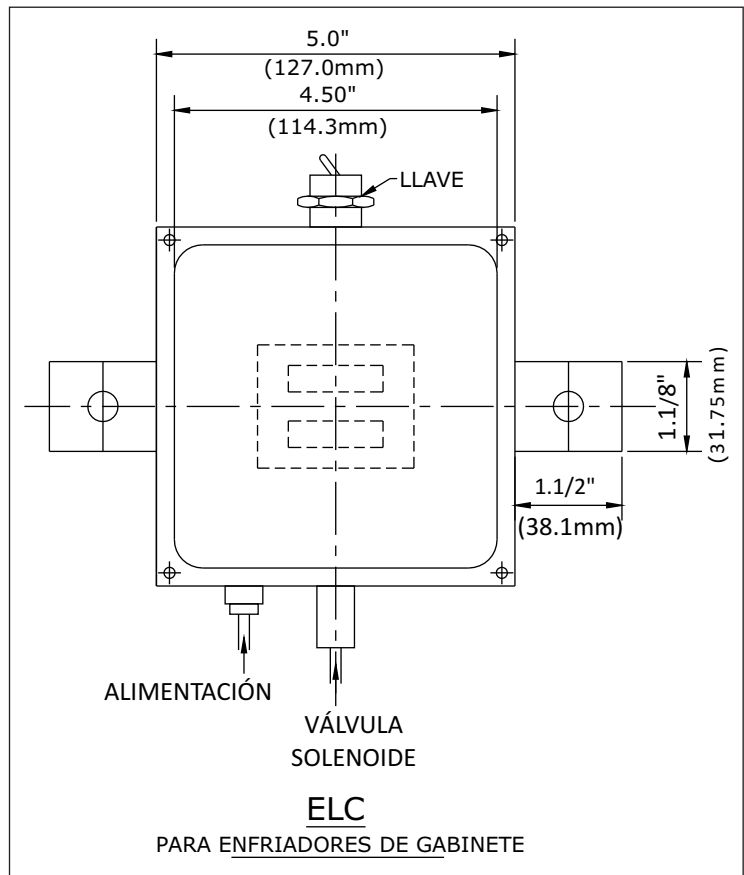 5.0"
(127.0mm)
4.50"
(114.3mm)
LLAVE
1.1/8"
(31.75mm)
1.1/2"
(38.1mm)
ALIMENTACIÓN
VÁLVULA
SOLENOIDE
ELC
PARA ENFRIADORES DE GABINETE